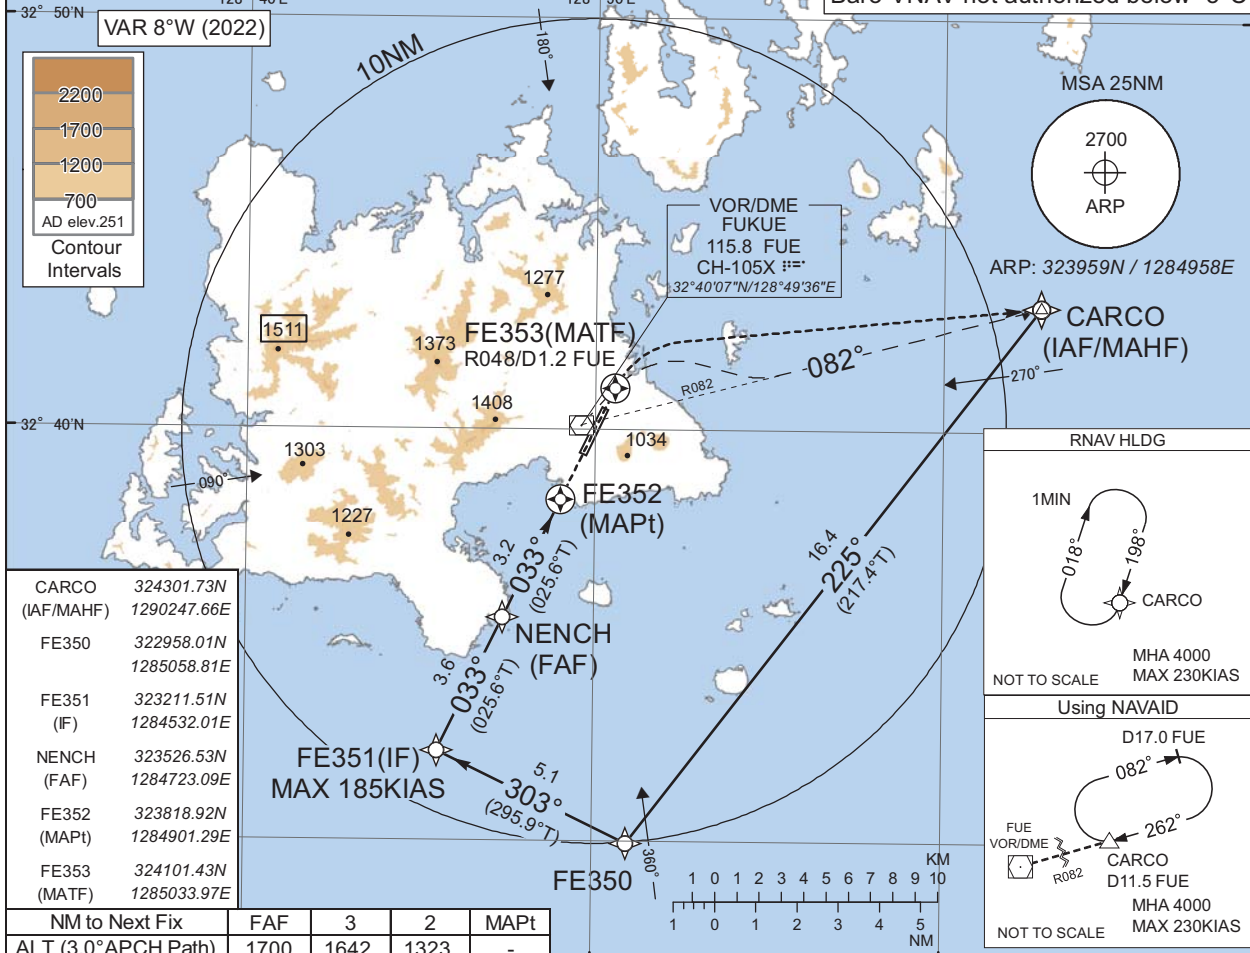 32° 50'N
VAR 8°W (2022)
2200
1700
1200
700
AD elev.251
Contour
Intervals
10NM
180°
MSA 25NM
2700
ARP
ARP: 323959N / 1284958E
VOR/DME
FUKUE
115.8 FUE
CH-105X
32°40'07"N/128°49'36"E
1277
1511
1373
FE353(MATF)
R048/D1.2 FUE
CARCO
(IAF/MAHF)
082°
R082
270°
1408
32° 40'N
1303
1034
090°
1227
FE352
(MAPt)
3.2
033°
(025.6°T)
16.4
225°
(217.4°T)
NENCH
(FAF)
3.6
033°
(025.6°T)
FE351(IF)
MAX 185KIAS
5.1
303°
(295.9°T)
360°
FE350
RNAV HLDG
1MIN
018°
198°
CARCO
MHA 4000
NOT TO SCALE MAX 230KIAS
Using NAVAID
D17.0 FUE
082°
262°
FUE
VOR/DME
R082
CARCO
D11.5 FUE
MHA 4000
NOT TO SCALE MAX 230KIAS
KM
1 0 1 2 3 4 5 6 7 8 9 10
1 0 1 2 3 4 5
NM
CARCO 324301.73N
(IAF/MAHF) 1290247.66E
FE350 322958.01N
1285058.81E
FE351 323211.51N
(IF) 1284532.01E
NENCH 323526.53N
(FAF) 1284723.09E
FE352 323818.92N
(MAPt) 1284901.29E
FE353 324101.43N
(MATF) 1285033.97E
NM to Next Fix FAF 3 2 MAPt
ALT (3.0°APCH Path) 1700 1642 1323 -